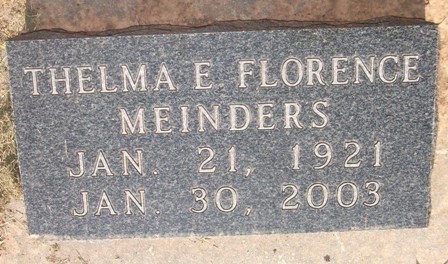 THELMA E. FLORENCE
MEINDERS
JAN. 21, 1921
JAN. 30, 2003